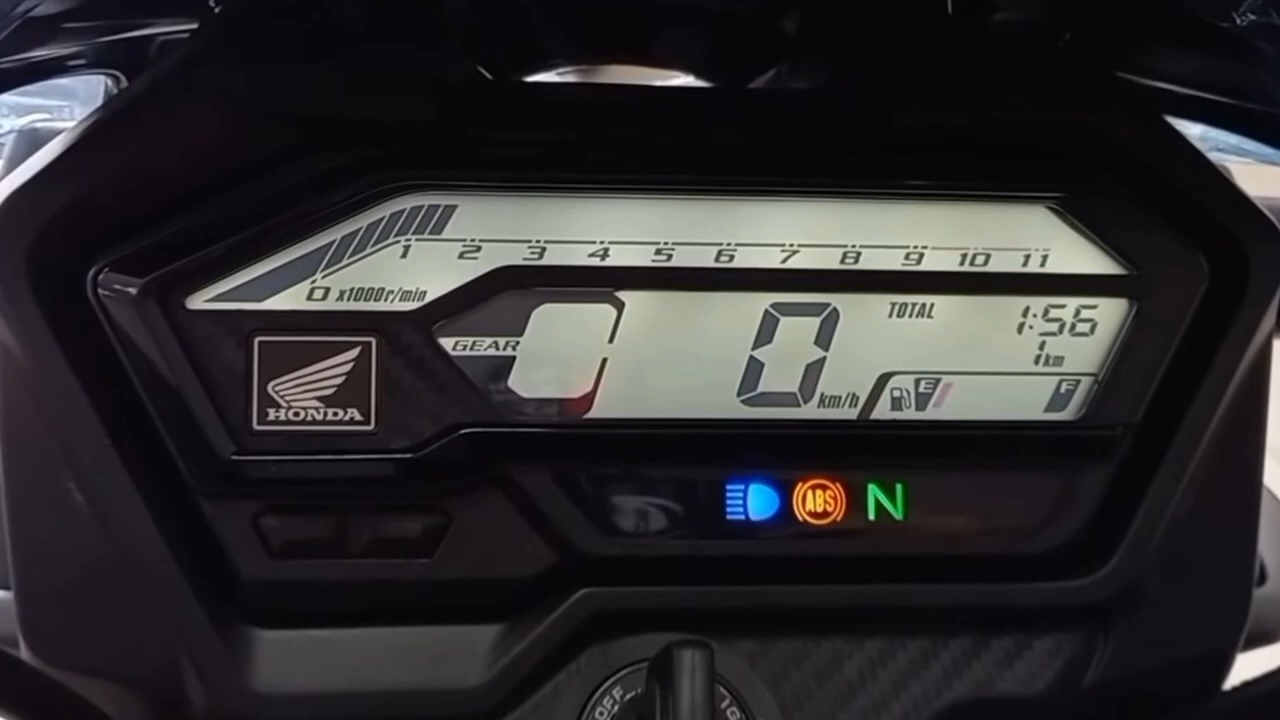 1 2 3 4 5 6 7 8 9 10 11
0 x1000r/min
GEAR
0
km/h
TOTAL
1:56
1km
E
F
HONDA
ABS
N
OFF